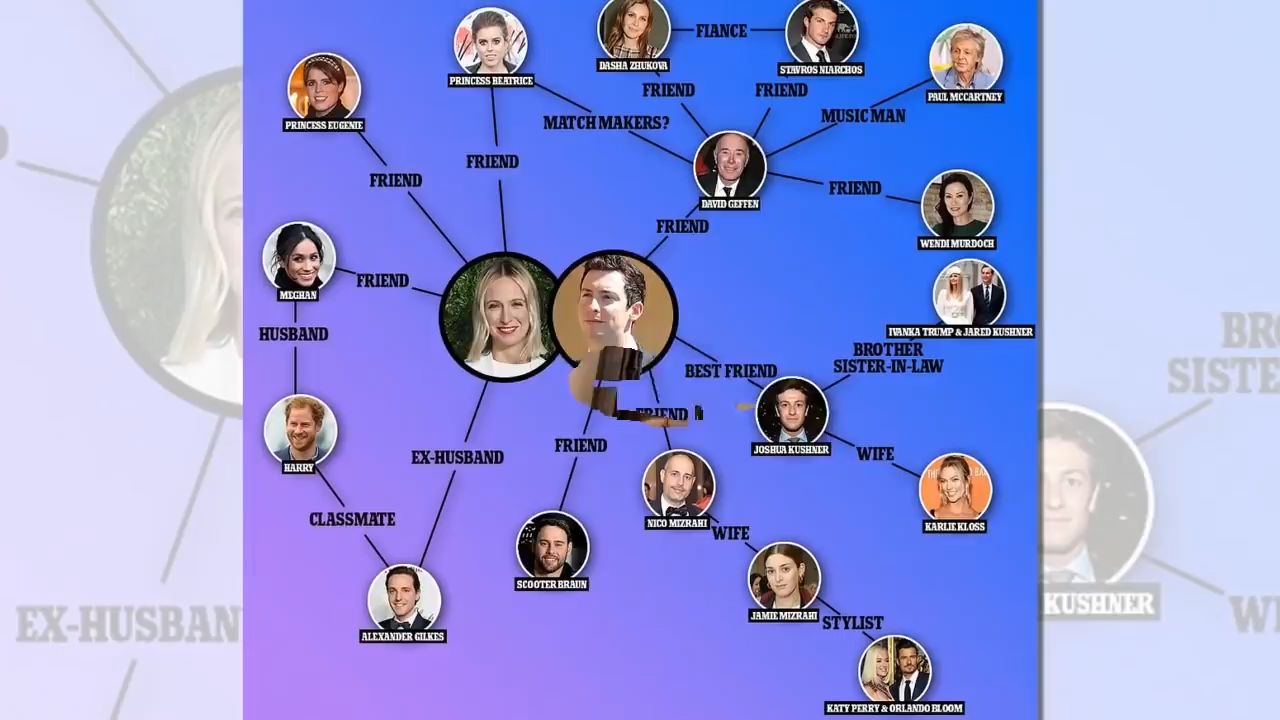 FIANCE
DASHA ZHUKOVA
STAVROS NIARCHOS
PRINCESS BEATRICE
FRIEND
FRIEND
PAUL MCCARTNEY
MUSIC MAN
MATCH MAKERS?
PRINCESS EUGENIE
FRIEND
FRIEND
FRIEND
DAVID GEFFEN
FRIEND
WENDI MURDOCH
MEGHAN
FRIEND
HUSBAND
IVANKA TRUMP & JARED KUSHNER
BROTHER
SISTER-IN-LAW
BEST FRIEND
FRIEND
JOSHUA KUSHNER
WIFE
HARRY
EX-HUSBAND
FRIEND
KARLIE KLOSS
CLASSMATE
NICO MIZRAHI
WIFE
SCOOTER BRAUN
JAMIE MIZRAHI
STYLIST
ALEXANDER GILKES
KATY PERRY & ORLANDO BLOOM
EX-HUSBAN
BRO
SISTE
KUSHNER
WI